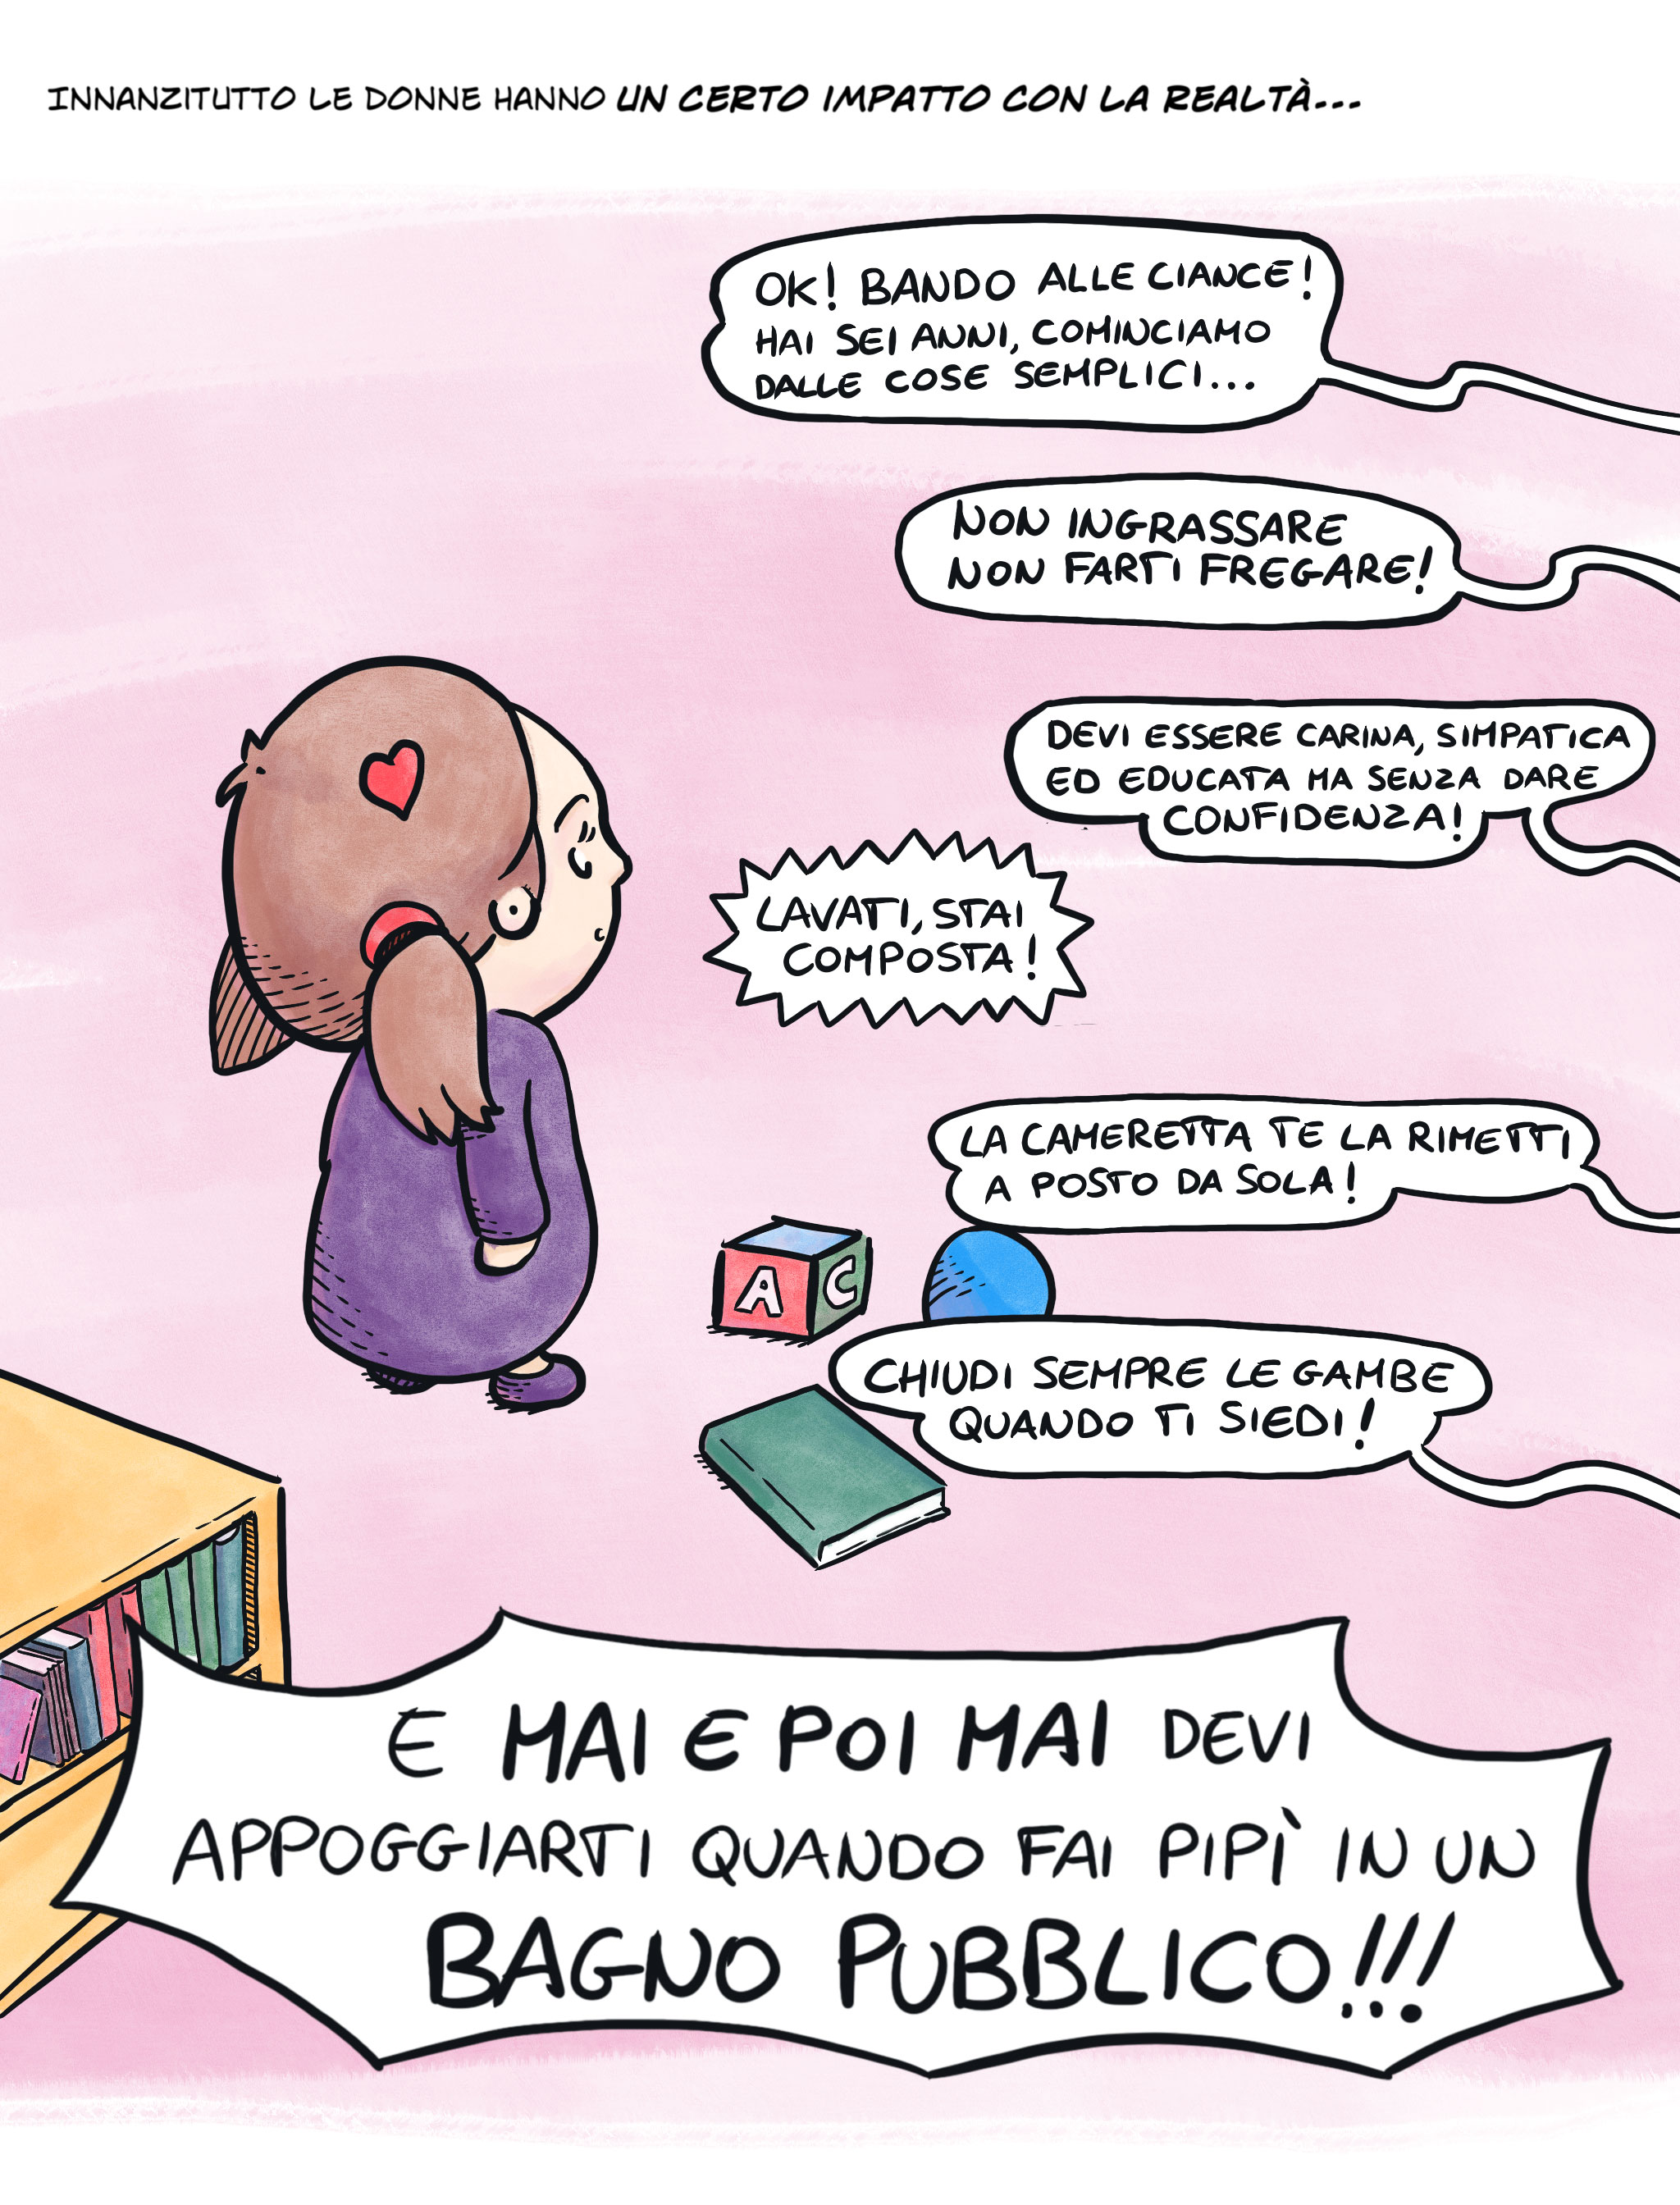 INNANZITUTTO LE DONNE HANNO UN CERTO IMPATTO CON LA REALTÀ...
OK! BANDO ALLE CIANCE!
HAI SEI ANNI, COMINCIAMO
DALLE COSE SEMPLICI...
NON INGRASSARE
NON FARTI FREGARE!
DEVI ESSERE CARINA, SIMPATICA
ED EDUCATA MA SENZA DARE
CONFIDENZA!
LAVATI, STAI
COMPOSTA!
LA CAMERETTA TE LA RIMETTI
A POSTO DA SOLA!
A C
CHIUDI SEMPRE LE GAMBE
QUANDO TI SIEDI!
E MAI E POI MAI DEVI
APPOGGIARTI QUANDO FAI PIPÌ IN UN
BAGNO PUBBLICO!!!